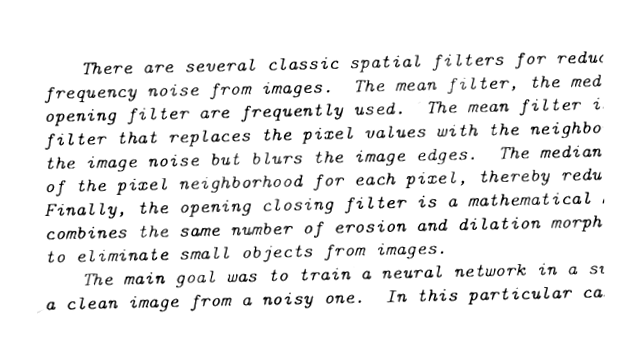 There are several classic spatial filters for
frequency noise from images. The mean filter, the med
opening filter are frequently used. The mean filter i
filter that replaces the pixel values with the neighbo
the image noise but blurs the image edges. The median
of the pixel neighborhood for each pixel, thereby redu
Finally, the opening closing filter is a mathematical
combines the same number of erosion and dilation morph
to eliminate small objects from images.
The main goal was to train a neural network in a
a clean image from a noisy one. In this particular ca